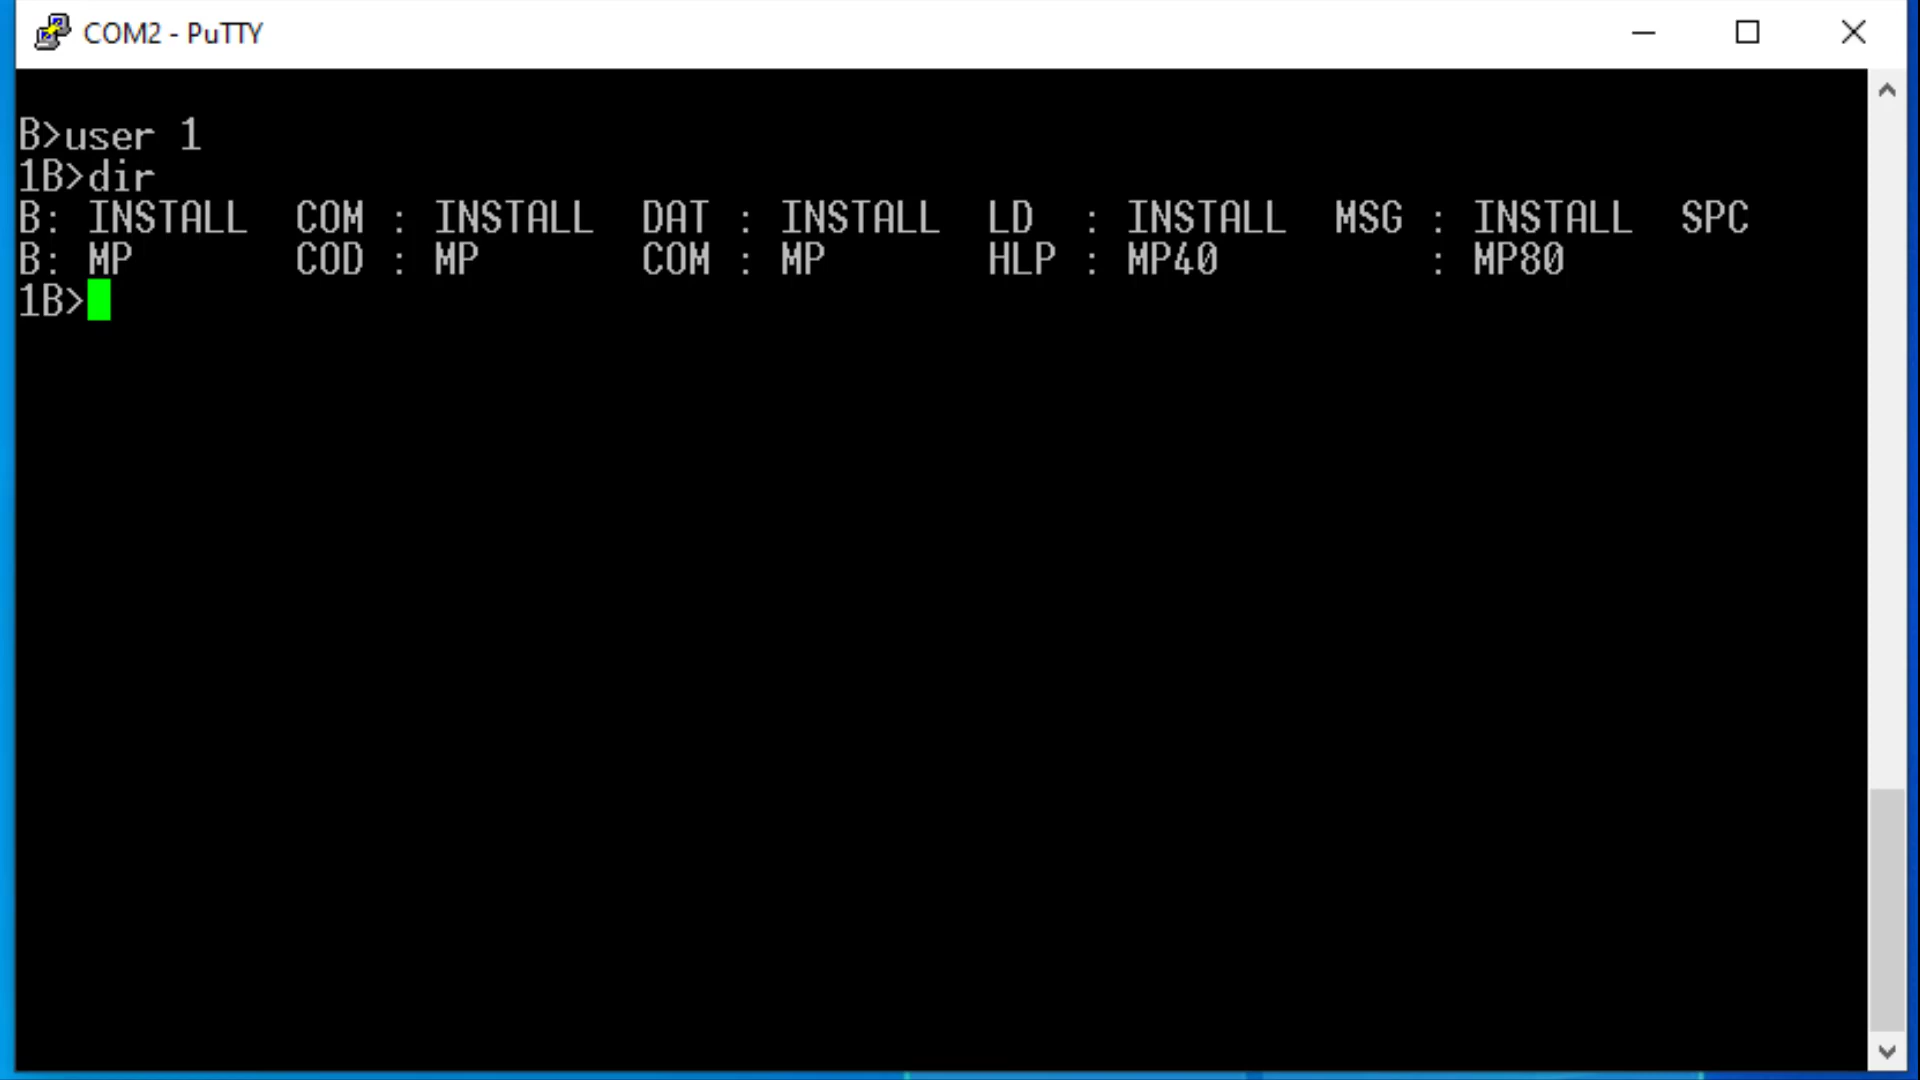 COM2 - PuTTY
B>user 1
1B>dir
B: INSTALL  COM : INSTALL  DAT : INSTALL  LD  : INSTALL  MSG : INSTALL  SPC
B: MP       COD : MP       COM : MP       HLP : MP40         : MP80
1B>